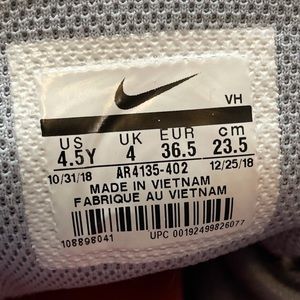 VH
US UK EUR cm
4.5Y 4 36.5 23.5
10/31/18 AR4135-402 12/25/18
MADE IN VIETNAM
FABRIQUE AU VIETNAM
108898041 UPC 00192499826077